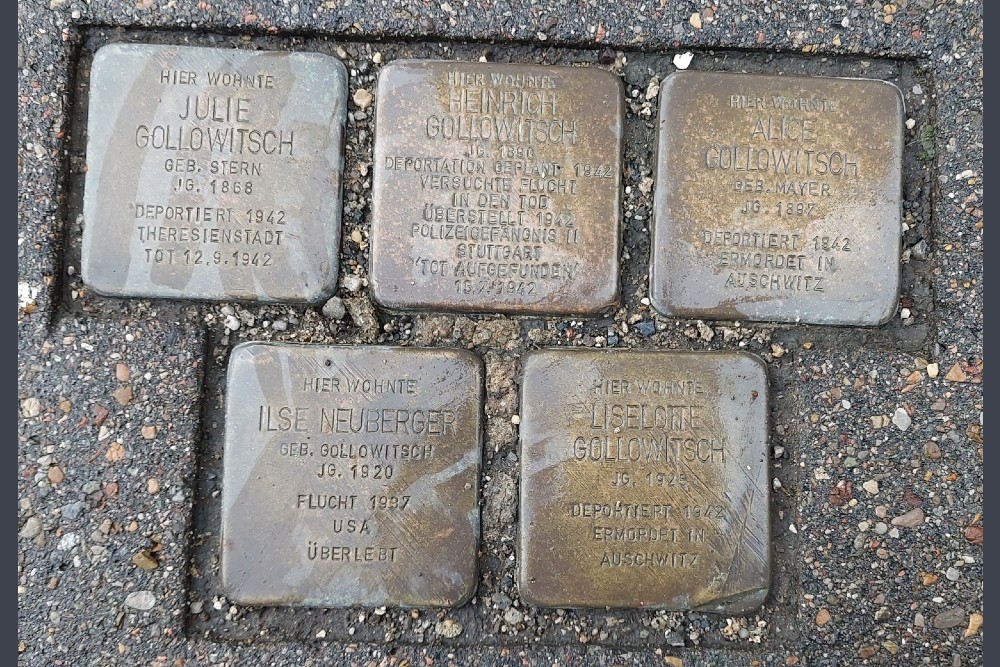 HIER WOHNTE
JULIE
GOLLOWITSCH
GEB. STERN
JG. 1868
DEPORTIERT 1942
THERESIENSTADT
TOT 12.9.1942
HIER WOHNTE
HEINRICH
GOLLOWITSCH
JG. 1890
DEPORTATION GEPLANT 1942
VERSUCHTE FLUCHT
IN DEN TOD
ÜBERSTELLT 1942
POLIZEIGEFÄNGNIS II
STUTTGART
'TOT AUFGEFUNDEN'
15.7.1942
HIER WOHNTE
ALICE
GOLLOWITSCH
GEB. MAYER
JG. 1897
DEPORTIERT 1942
ERMORDET IN
AUSCHWITZ
HIER WOHNTE
ILSE NEUBERGER
GEB. GOLLOWITSCH
JG. 1920
FLUCHT 1937
USA
ÜBERLEBT
HIER WOHNTE
LISELOTTE
GOLLOWITSCH
JG.
DEPORTIERT 1942
ERMORDET IN
AUSCHWITZ